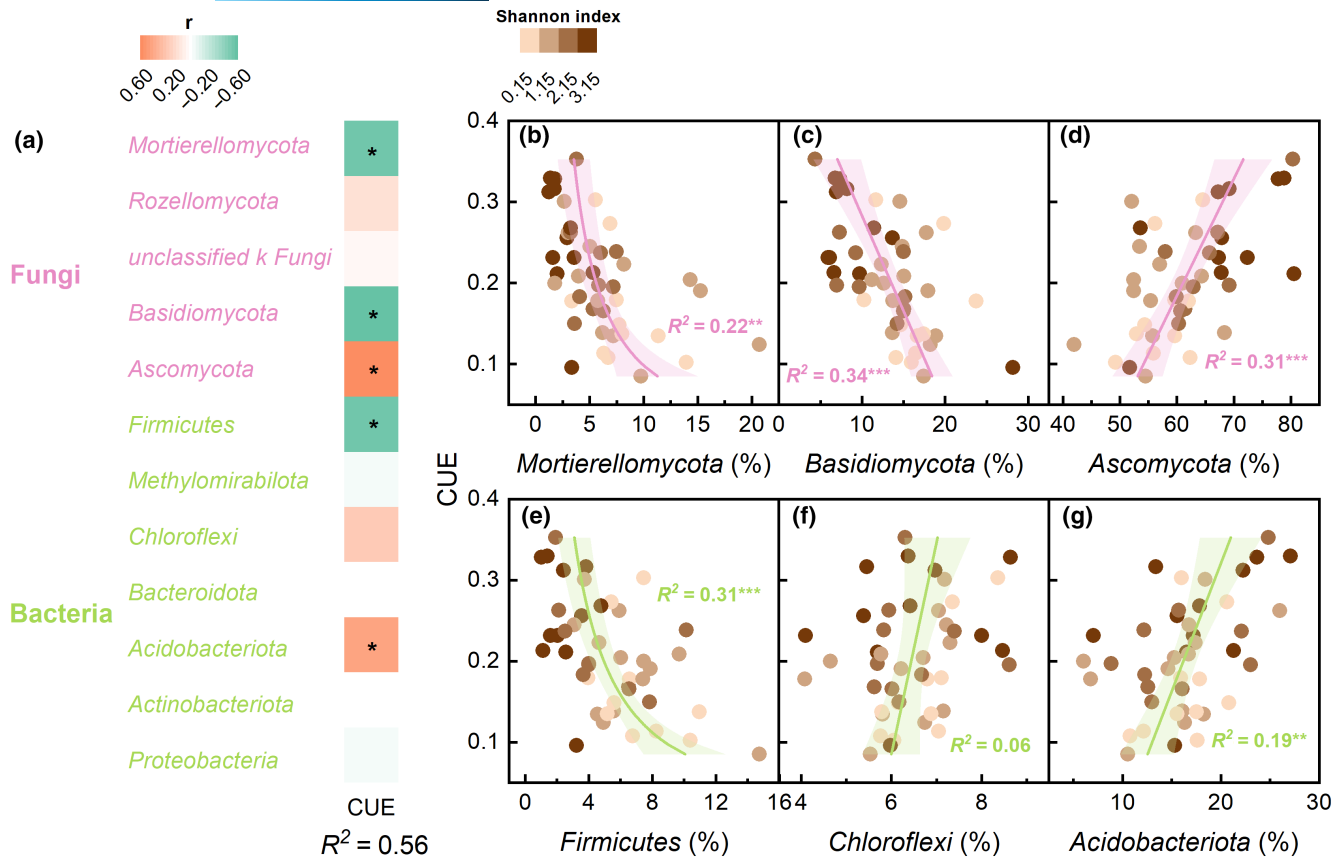 r
0.60
0.20
−0.20
−0.60
Shannon index
0.15
1.15
2.15
3.15
(a)
Fungi
Bacteria
Mortierellomycota
*
Rozellomycota
unclassified k Fungi
Basidiomycota
*
Ascomycota
*
Firmicutes
*
Methylomirabilota
Chloroflexi
Bacteroidota
Acidobacteriota
*
Actinobacteriota
Proteobacteria
CUE
R² = 0.56
CUE
0.4
0.3
0.2
0.1
(b)
R² = 0.22**
0 5 10 15 20
Mortierellomycota (%)
(c)
R² = 0.34***
0 10 20 30
Basidiomycota (%)
(d)
R² = 0.31***
40 50 60 70 80
Ascomycota (%)
0.4
0.3
0.2
0.1
(e)
R² = 0.31***
0 4 8 12 16
Firmicutes (%)
(f)
R² = 0.06
4 6 8
Chloroflexi (%)
(g)
R² = 0.19**
10 20 30
Acidobacteriota (%)